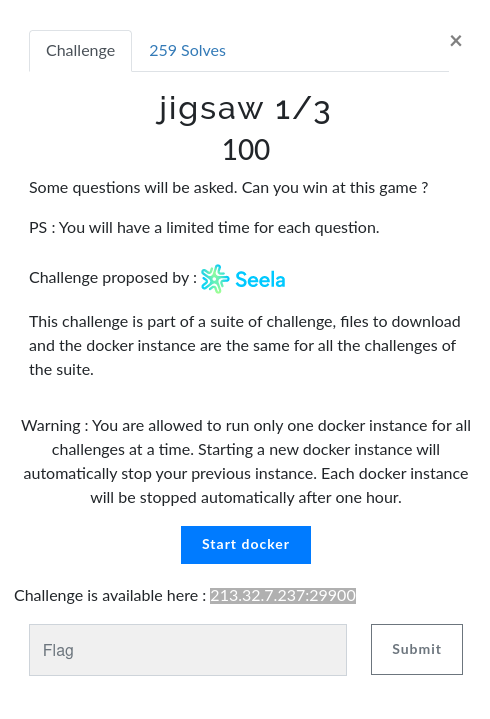 ×
Challenge
259 Solves
jigsaw 1/3
100
Some questions will be asked. Can you win at this game ?
PS : You will have a limited time for each question.
Challenge proposed by : Seela
This challenge is part of a suite of challenge, files to download
and the docker instance are the same for all the challenges of
the suite.
Warning : You are allowed to run only one docker instance for all
challenges at a time. Starting a new docker instance will
automatically stop your previous instance. Each docker instance
will be stopped automatically after one hour.
Start docker
Challenge is available here : 213.32.7.237:29900
Flag
Submit